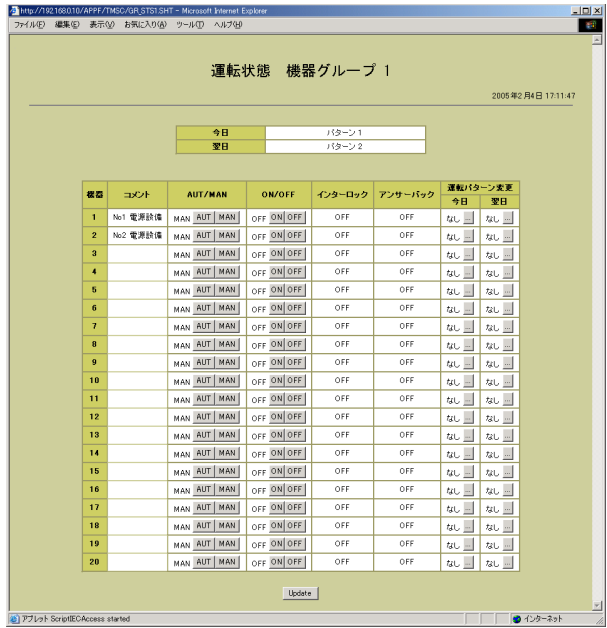 http://192.168.0.10/APPF/TMSC/GR_STS1.SHT - Microsoft Internet Explorer
ファイル(F) 編集(E) 表示(V) お気に入り(A) ツール(T) ヘルプ(H)
運転状態 機器グループ 1
2005年2月4日 17:11:47
今日 パターン1
翌日 パターン2
機器 コメント AUT/MAN ON/OFF インターロック アンサーバック 運転パターン変更
今日 翌日
1 No1 電源設備 MAN AUT MAN OFF ON OFF OFF OFF なし ... なし ...
2 No2 電源設備 MAN AUT MAN OFF ON OFF OFF OFF なし ... なし ...
3 MAN AUT MAN OFF ON OFF OFF OFF なし ... なし ...
4 MAN AUT MAN OFF ON OFF OFF OFF なし ... なし ...
5 MAN AUT MAN OFF ON OFF OFF OFF なし ... なし ...
6 MAN AUT MAN OFF ON OFF OFF OFF なし ... なし ...
7 MAN AUT MAN OFF ON OFF OFF OFF なし ... なし ...
8 MAN AUT MAN OFF ON OFF OFF OFF なし ... なし ...
9 MAN AUT MAN OFF ON OFF OFF OFF なし ... なし ...
10 MAN AUT MAN OFF ON OFF OFF OFF なし ... なし ...
11 MAN AUT MAN OFF ON OFF OFF OFF なし ... なし ...
12 MAN AUT MAN OFF ON OFF OFF OFF なし ... なし ...
13 MAN AUT MAN OFF ON OFF OFF OFF なし ... なし ...
14 MAN AUT MAN OFF ON OFF OFF OFF なし ... なし ...
15 MAN AUT MAN OFF ON OFF OFF OFF なし ... なし ...
16 MAN AUT MAN OFF ON OFF OFF OFF なし ... なし ...
17 MAN AUT MAN OFF ON OFF OFF OFF なし ... なし ...
18 MAN AUT MAN OFF ON OFF OFF OFF なし ... なし ...
19 MAN AUT MAN OFF ON OFF OFF OFF なし ... なし ...
20 MAN AUT MAN OFF ON OFF OFF OFF なし ... なし ...
Update
アプレット ScriptIECAccess started インターネット